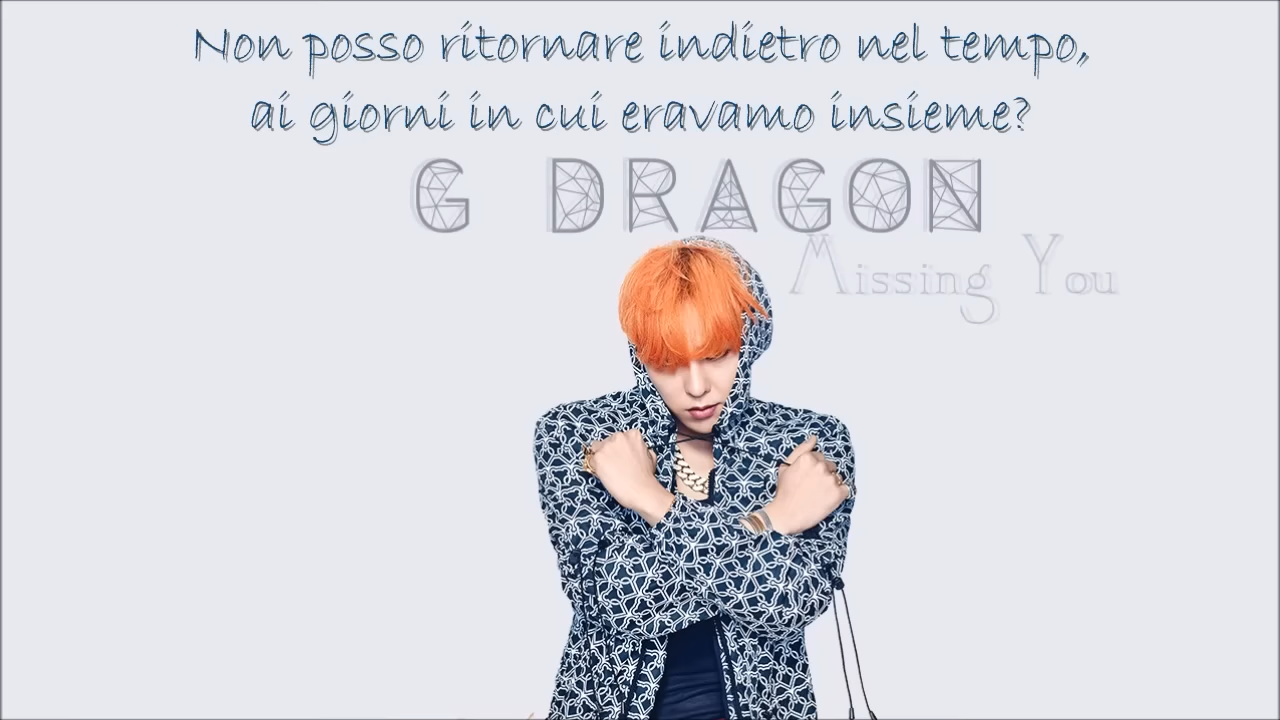 Non posso ritornare indietro nel tempo,
ai giorni in cui eravamo insieme?
G DRAGON
Missing You